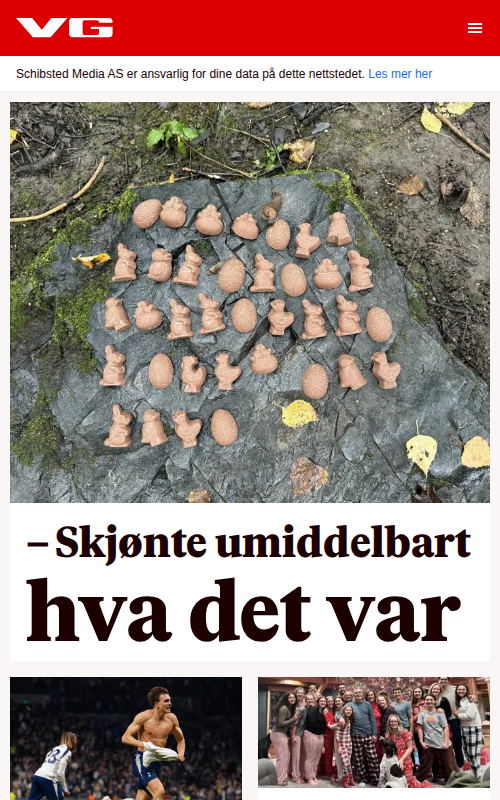 VG
Schibsted Media AS er ansvarlig for dine data på dette nettstedet. Les mer her
– Skjønte umiddelbart
hva det var
23